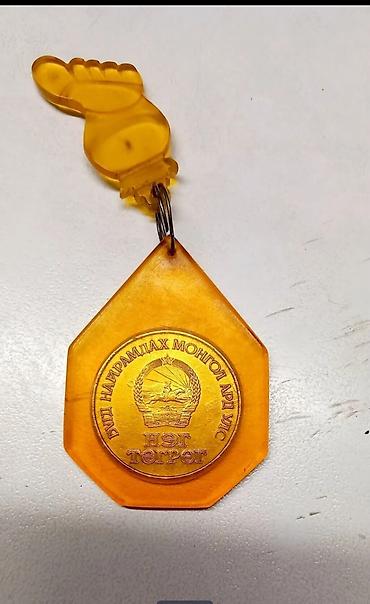 БҮГД НАЙРАМДАХ МОНГОЛ АРД УЛС
НЭГ
ТӨГРӨГ